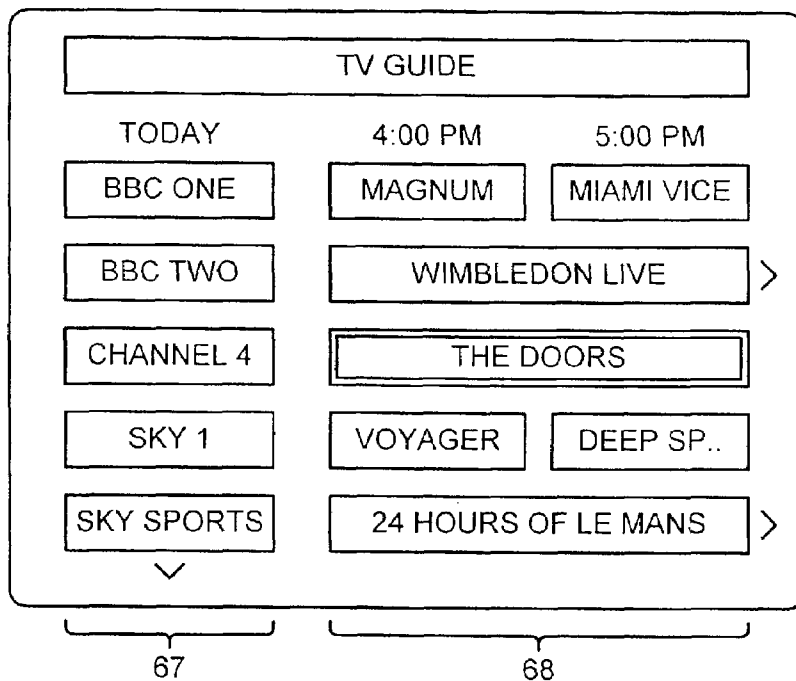 TV GUIDE
TODAY 4:00 PM 5:00 PM
BBC ONE MAGNUM MIAMI VICE
BBC TWO WIMBLEDON LIVE >
CHANNEL 4 THE DOORS
SKY 1 VOYAGER DEEP SP..
SKY SPORTS 24 HOURS OF LE MANS >
67 68